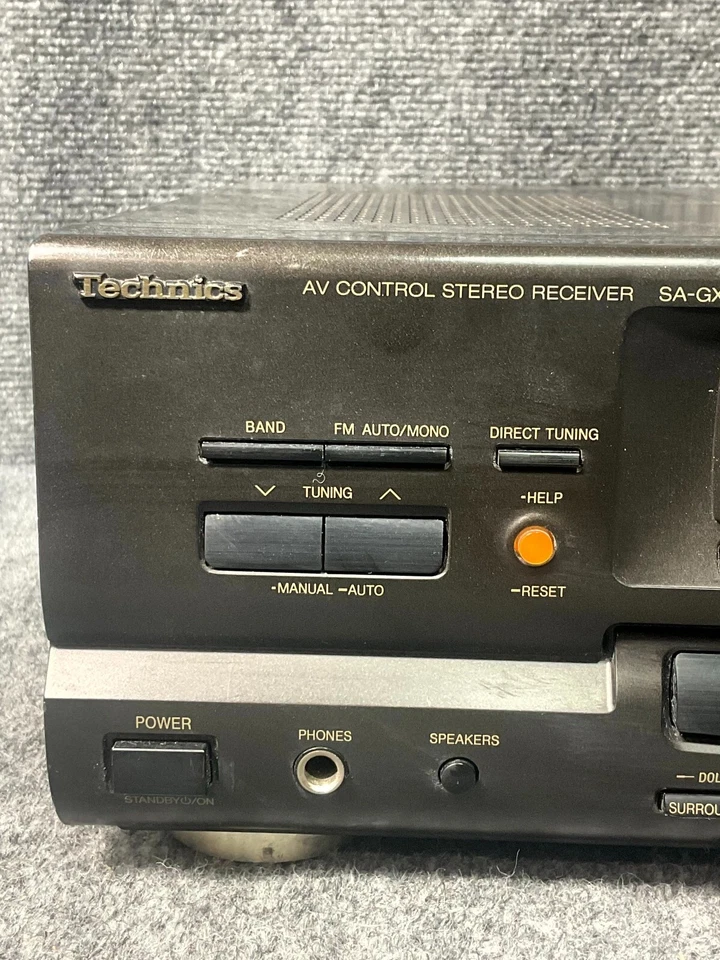 Technics
AV CONTROL STEREO RECEIVER SA-GX
BAND
FM AUTO/MONO
DIRECT TUNING
TUNING
-HELP
-MANUAL —AUTO
—RESET
POWER
PHONES
SPEAKERS
STANDBY⏻/ON
— DOL
SURROU